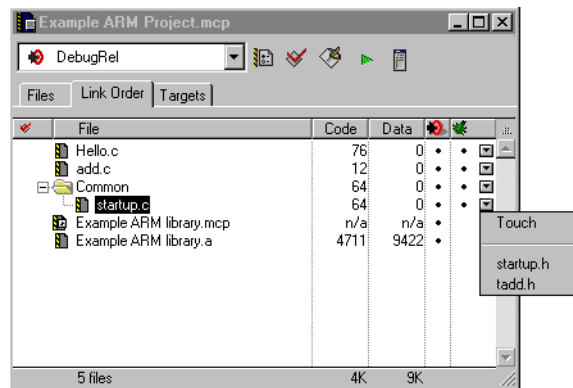 Example ARM Project.mcp
DebugRel
Files Link Order Targets
File Code Data
Hello.c 76 0
add.c 12 0
Common 64 0
startup.c 64 0
Example ARM library.mcp n/a n/a
Example ARM library.a 4711 9422
Touch
startup.h
tadd.h
5 files 4K 9K